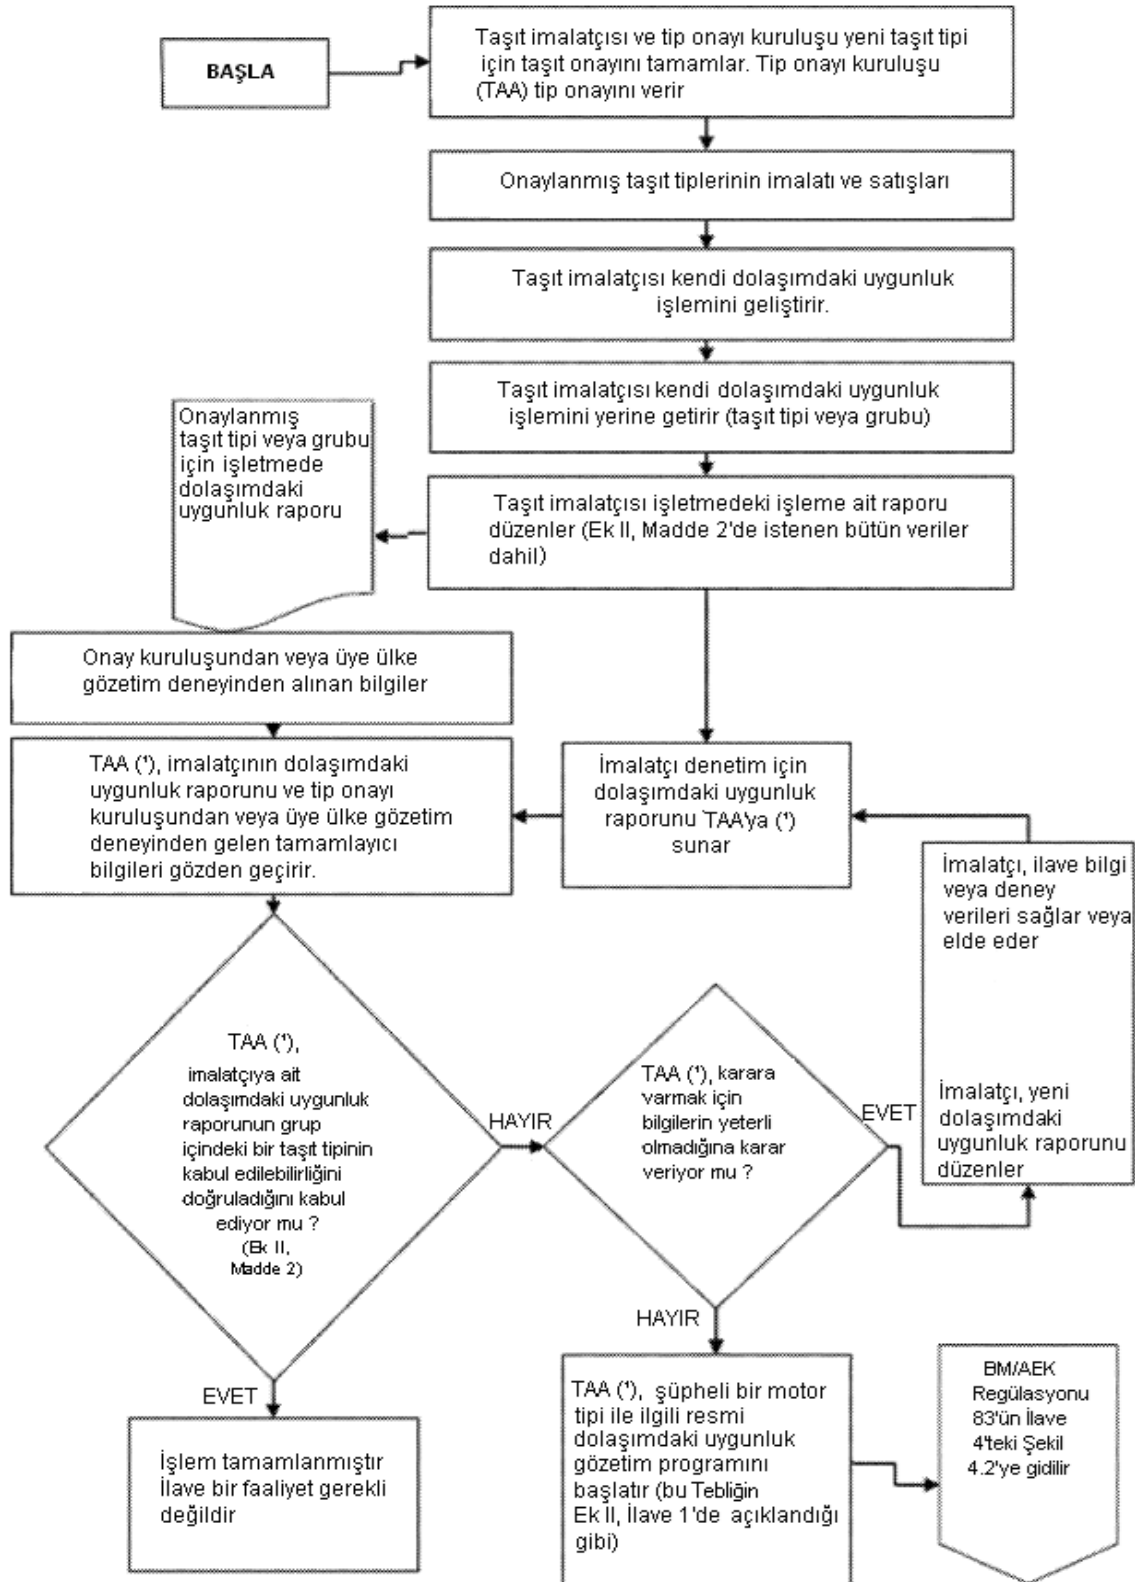 BAŞLA
Taşıt imalatçısı ve tip onayı kuruluşu yeni taşıt tipi
için taşıt onayını tamamlar. Tip onayı kuruluşu
(TAA) tip onayını verir
Onaylanmış taşıt tiplerinin imalatı ve satışları
Taşıt imalatçısı kendi dolaşımdaki uygunluk
işlemini geliştirir.
Taşıt imalatçısı kendi dolaşımdaki uygunluk
işlemini yerine getirir (taşıt tipi veya grubu)
Onaylanmış
taşıt tipi veya grubu
için işletmede
dolaşımdaki
uygunluk raporu
Taşıt imalatçısı işletmedeki işleme ait raporu
düzenler (Ek II, Madde 2'de istenen bütün veriler
dahil)
Onay kuruluşundan veya üye ülke
gözetim deneyinden alınan bilgiler
TAA (¹), imalatçının dolaşımdaki
uygunluk raporunu ve tip onayı
kuruluşundan veya üye ülke gözetim
deneyinden gelen tamamlayıcı
bilgileri gözden geçirir.
İmalatçı denetim için
dolaşımdaki uygunluk
raporunu TAA'ya (¹)
sunar
İmalatçı, ilave bilgi
veya deney
verileri sağlar veya
elde eder
İmalatçı, yeni
dolaşımdaki
uygunluk raporunu
düzenler
TAA (¹),
imalatçıya ait
dolaşımdaki uygunluk
raporunun grup
içindeki bir taşıt tipinin
kabul edilebilirliğini
doğruladığını kabul
ediyor mu ?
(Ek II,
Madde 2)
HAYIR
TAA (¹), karara
varmak için
bilgilerin yeterli
olmadığına karar
veriyor mu ?
EVET
HAYIR
EVET
İşlem tamamlanmıştır
İlave bir faaliyet gerekli
değildir
TAA (¹), şüpheli bir motor
tipi ile ilgili resmi
dolaşımdaki uygunluk
gözetim programını
başlatır (bu Tebliğin
Ek II, İlave 1'de açıklandığı
gibi)
BM/AEK
Regülasyonu
83'ün İlave
4'teki Şekil
4.2'ye gidilir